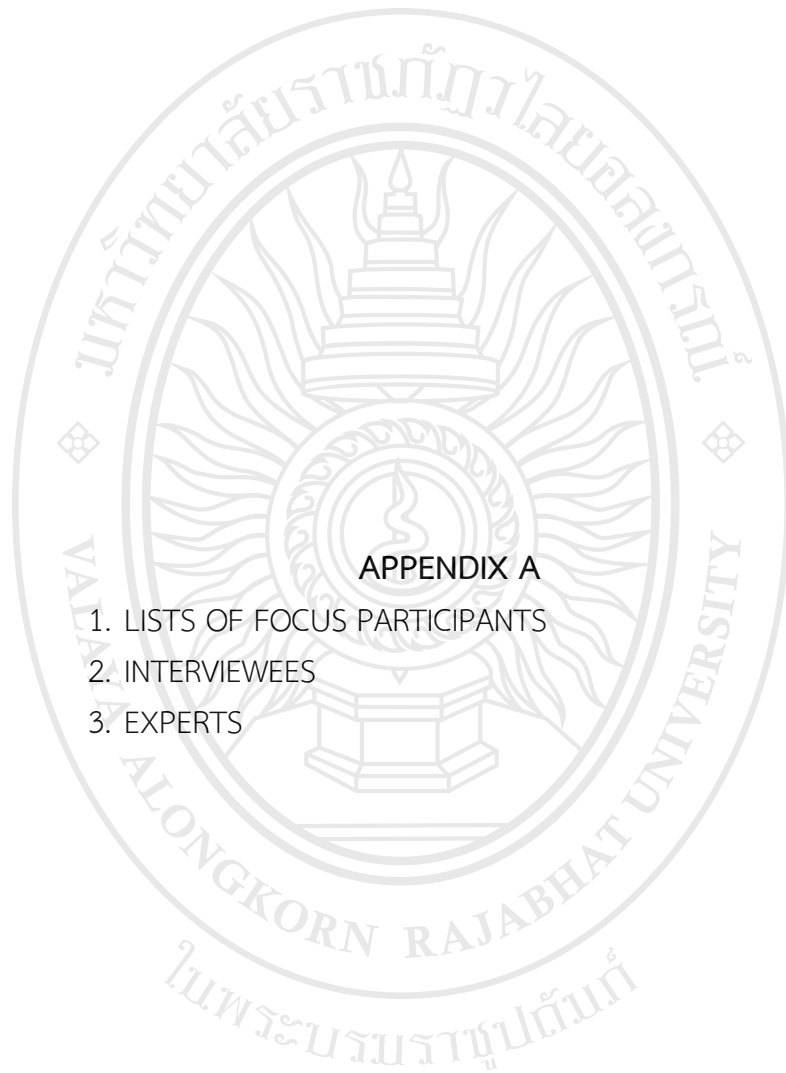 มหาวิทยาลัยราชภัฏวไลยอลงกรณ์
APPENDIX A
1. LISTS OF FOCUS PARTICIPANTS
2. INTERVIEWEES
3. EXPERTS
VALAYA ALONGKORN RAJABHAT UNIVERSITY
ในพระบรมราชูปถัมภ์